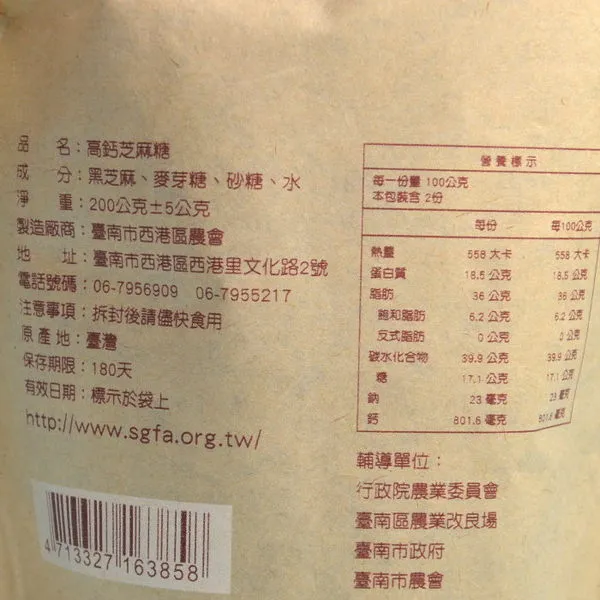 品　　名：高鈣芝麻糖
成　　分：黑芝麻、麥芽糖、砂糖、水
淨　　重：200公克±5公克
製造廠商：臺南市西港區農會
地　　址：臺南市西港區西港里文化路2號
電話號碼：06-7956909　06-7955217
注意事項：拆封後請儘快食用
原 產 地：臺灣
保存期限：180天
有效日期：標示於袋上
http://www.sgfa.org.tw/
4 713327 163858
營養標示
每一份量 100公克
本包裝含 2份
每份　每100公克
熱量　558 大卡　558 大卡
蛋白質　18.5 公克　18.5 公克
脂肪　36 公克　36 公克
飽和脂肪　6.2 公克　6.2 公克
反式脂肪　0 公克　0 公克
碳水化合物　39.9 公克　39.9 公克
糖　17.1 公克　17.1 公克
鈉　23 毫克　23 毫克
鈣　801.6 毫克　801.6 毫克
輔導單位：
行政院農業委員會
臺南區農業改良場
臺南市政府
臺南市農會